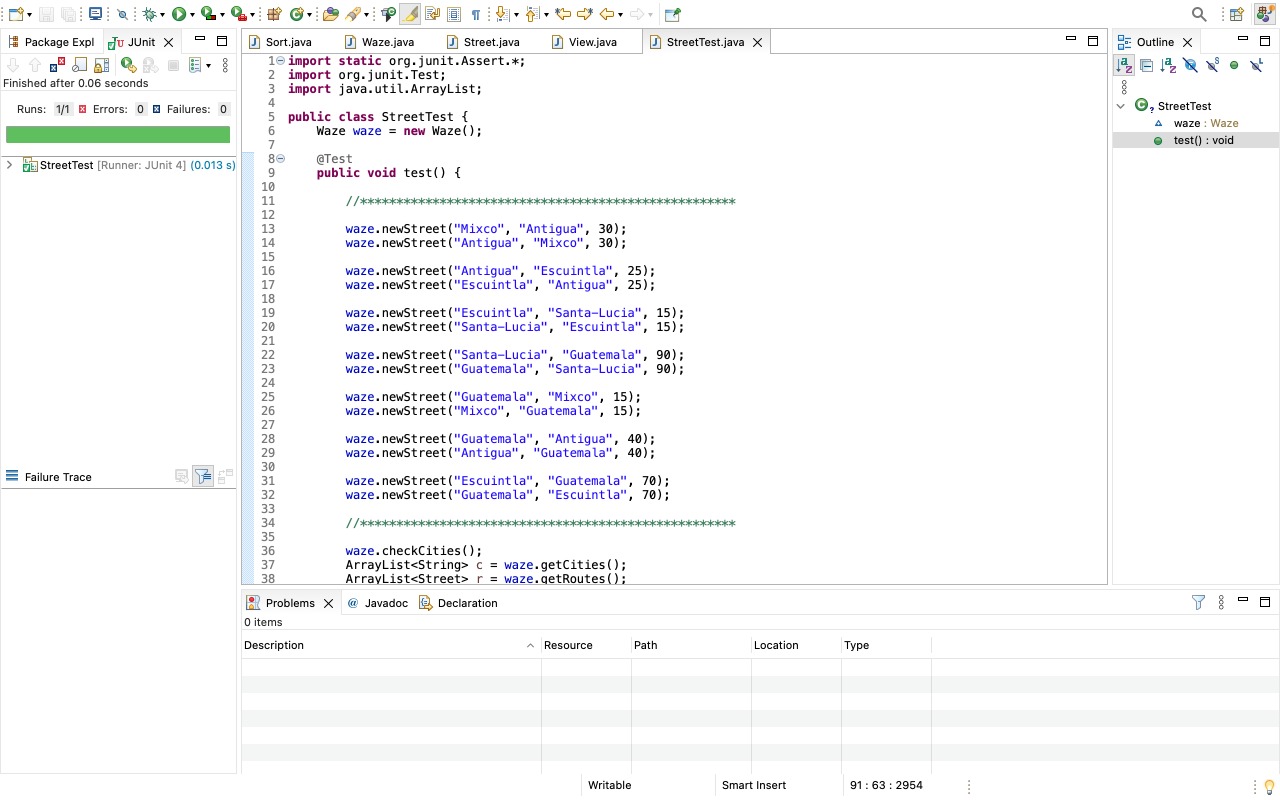 Package Expl
JUnit
Finished after 0.06 seconds
Runs: 1/1 Errors: 0 Failures: 0
StreetTest [Runner: JUnit 4] (0.013 s)
Failure Trace
Sort.java Waze.java Street.java View.java StreetTest.java
1 import static org.junit.Assert.*;
2 import org.junit.Test;
3 import java.util.ArrayList;
4
5 public class StreetTest {
6 Waze waze = new Waze();
7
8 @Test
9 public void test() {
10
11 //****************************************************
12
13 waze.newStreet("Mixco", "Antigua", 30);
14 waze.newStreet("Antigua", "Mixco", 30);
15
16 waze.newStreet("Antigua", "Escuintla", 25);
17 waze.newStreet("Escuintla", "Antigua", 25);
18
19 waze.newStreet("Escuintla", "Santa-Lucia", 15);
20 waze.newStreet("Santa-Lucia", "Escuintla", 15);
21
22 waze.newStreet("Santa-Lucia", "Guatemala", 90);
23 waze.newStreet("Guatemala", "Santa-Lucia", 90);
24
25 waze.newStreet("Guatemala", "Mixco", 15);
26 waze.newStreet("Mixco", "Guatemala", 15);
27
28 waze.newStreet("Guatemala", "Antigua", 40);
29 waze.newStreet("Antigua", "Guatemala", 40);
30
31 waze.newStreet("Escuintla", "Guatemala", 70);
32 waze.newStreet("Guatemala", "Escuintla", 70);
33
34 //****************************************************
35
36 waze.checkCities();
37 ArrayList<String> c = waze.getCities();
38 ArrayList<Street> r = waze.getRoutes();
Outline
StreetTest
waze : Waze
test() : void
Problems @ Javadoc Declaration
0 items
Description Resource Path Location Type
Writable Smart Insert 91 : 63 : 2954